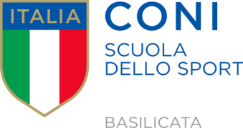 ITALIA
CONI
SCUOLA
DELLO SPORT
BASILICATA